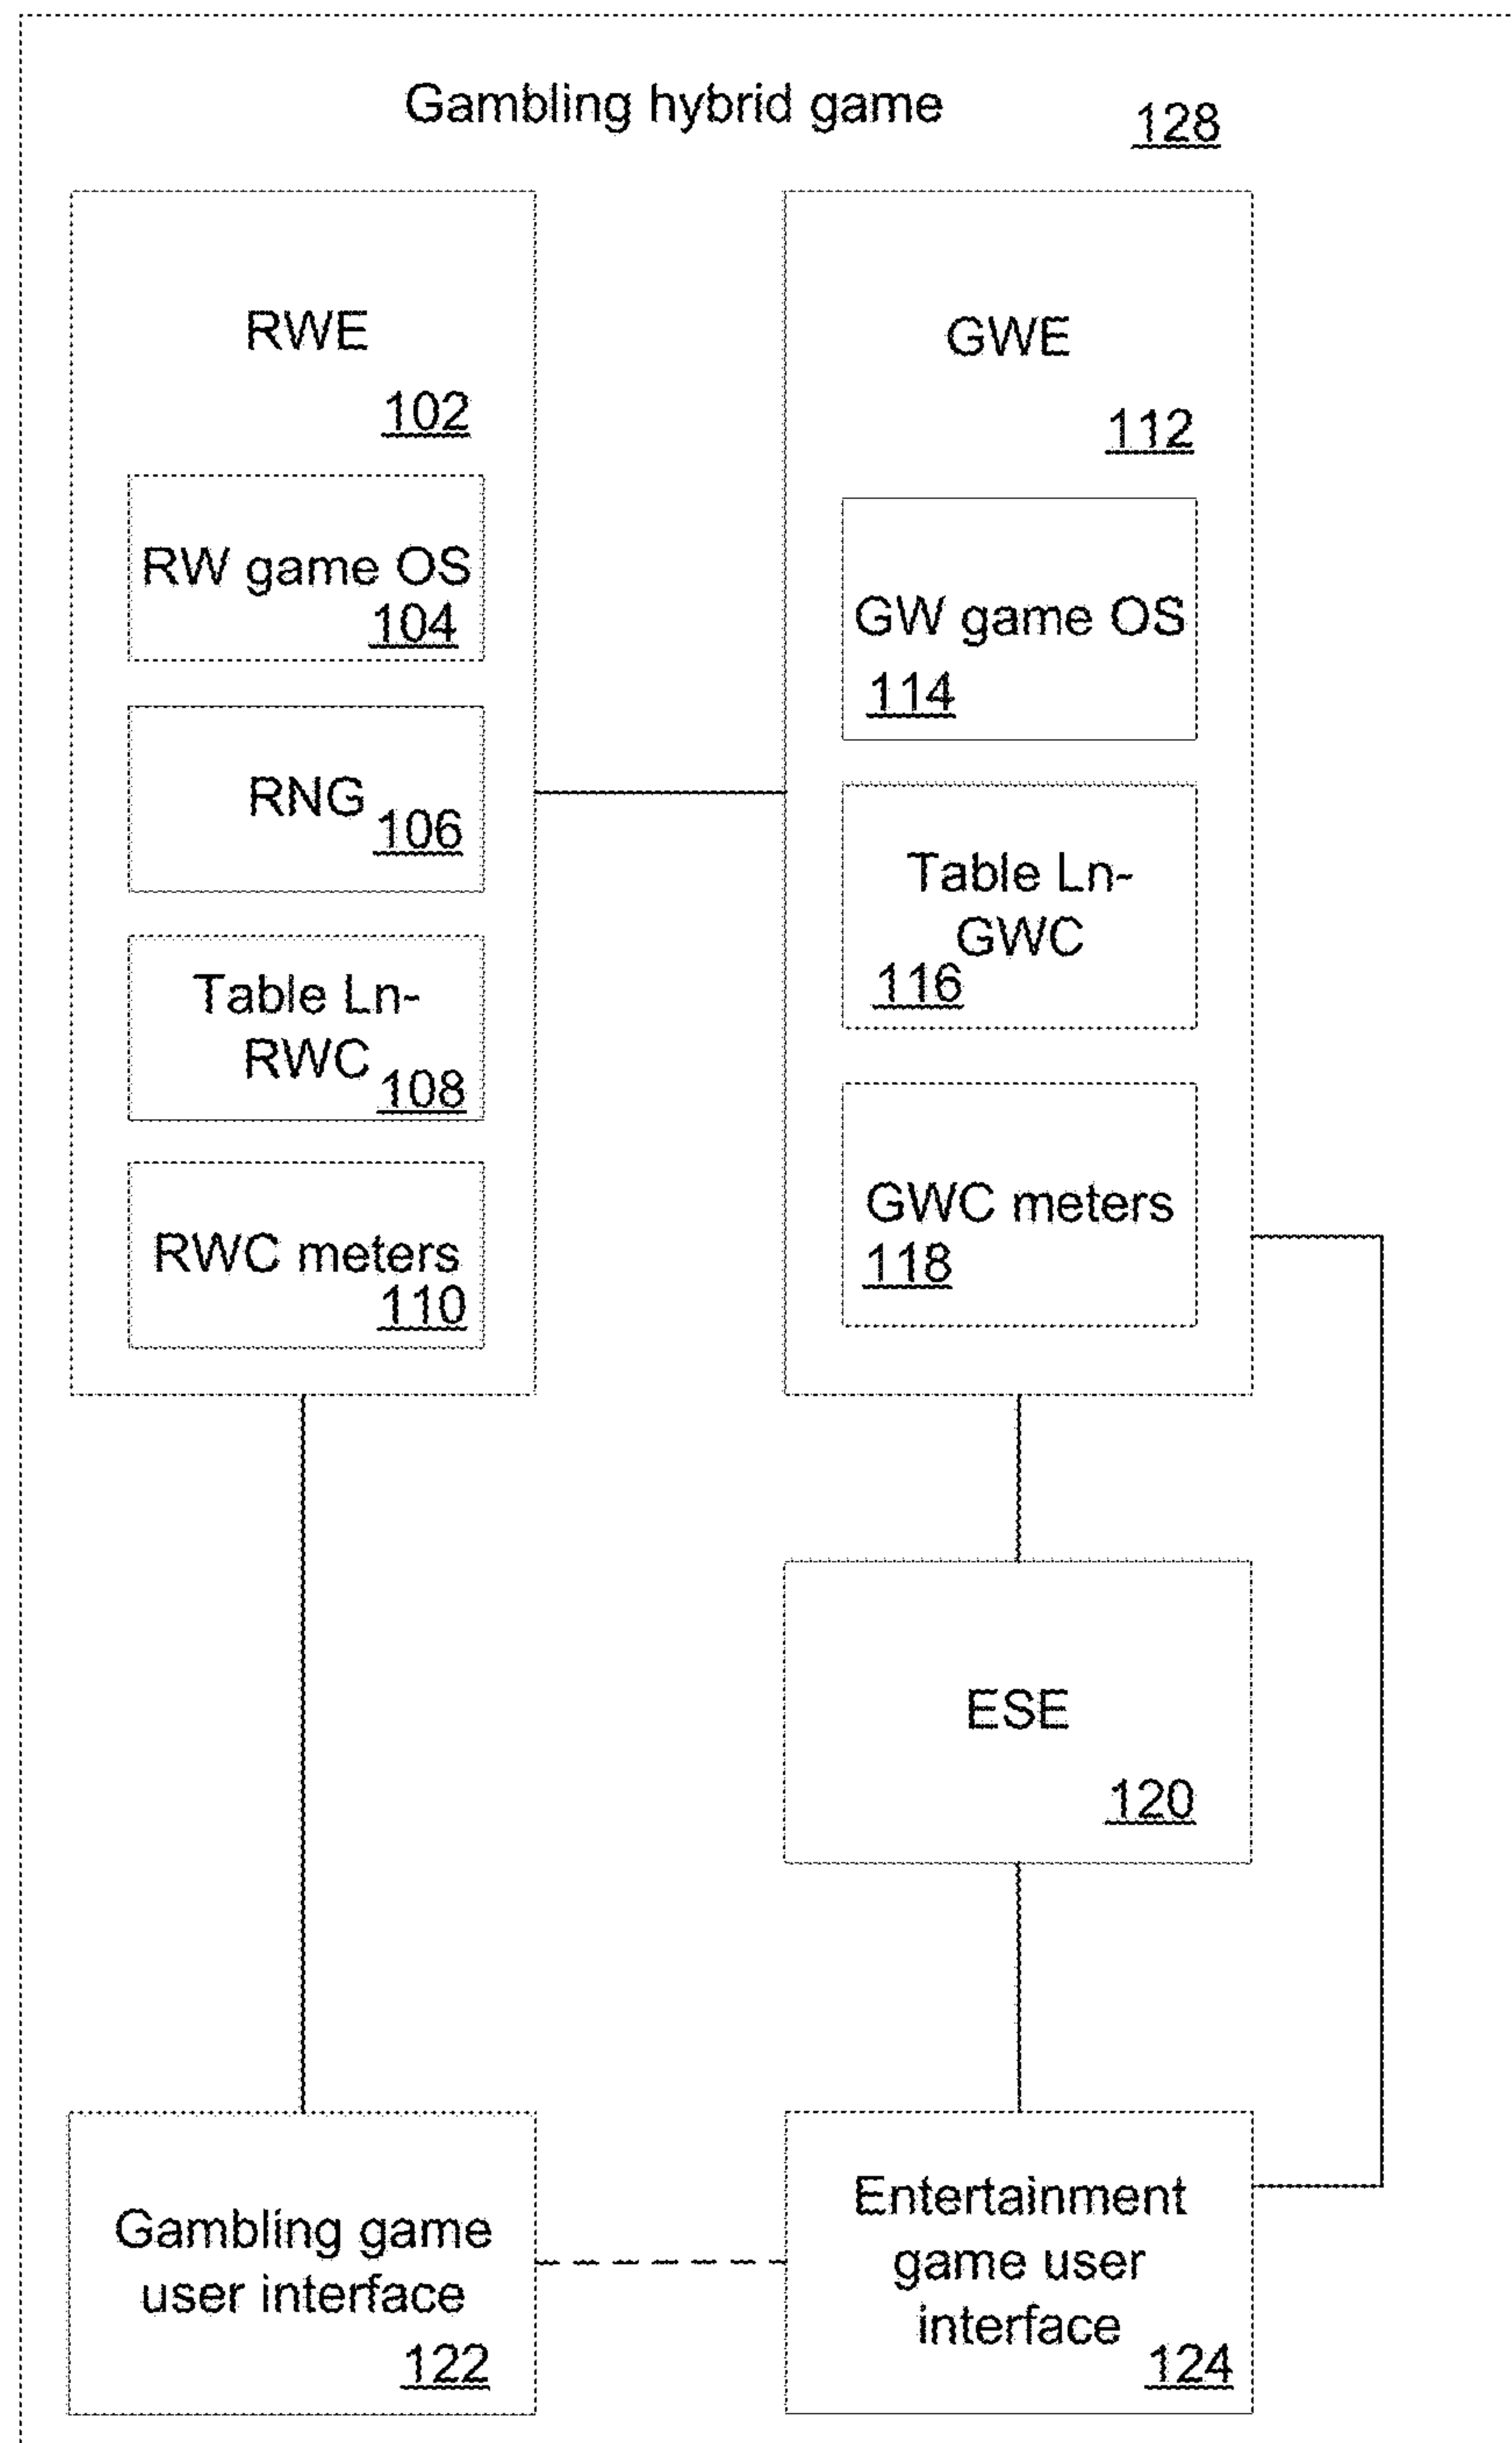 Gambling hybrid game
128
RWE
102
RW game OS
104
RNG
106
Table Ln-
RWC
108
RWC meters
110
GWE
112
GW game OS
114
Table Ln-
GWC
116
GWC meters
118
ESE
120
Gambling game
user interface
122
Entertainment
game user
interface
124